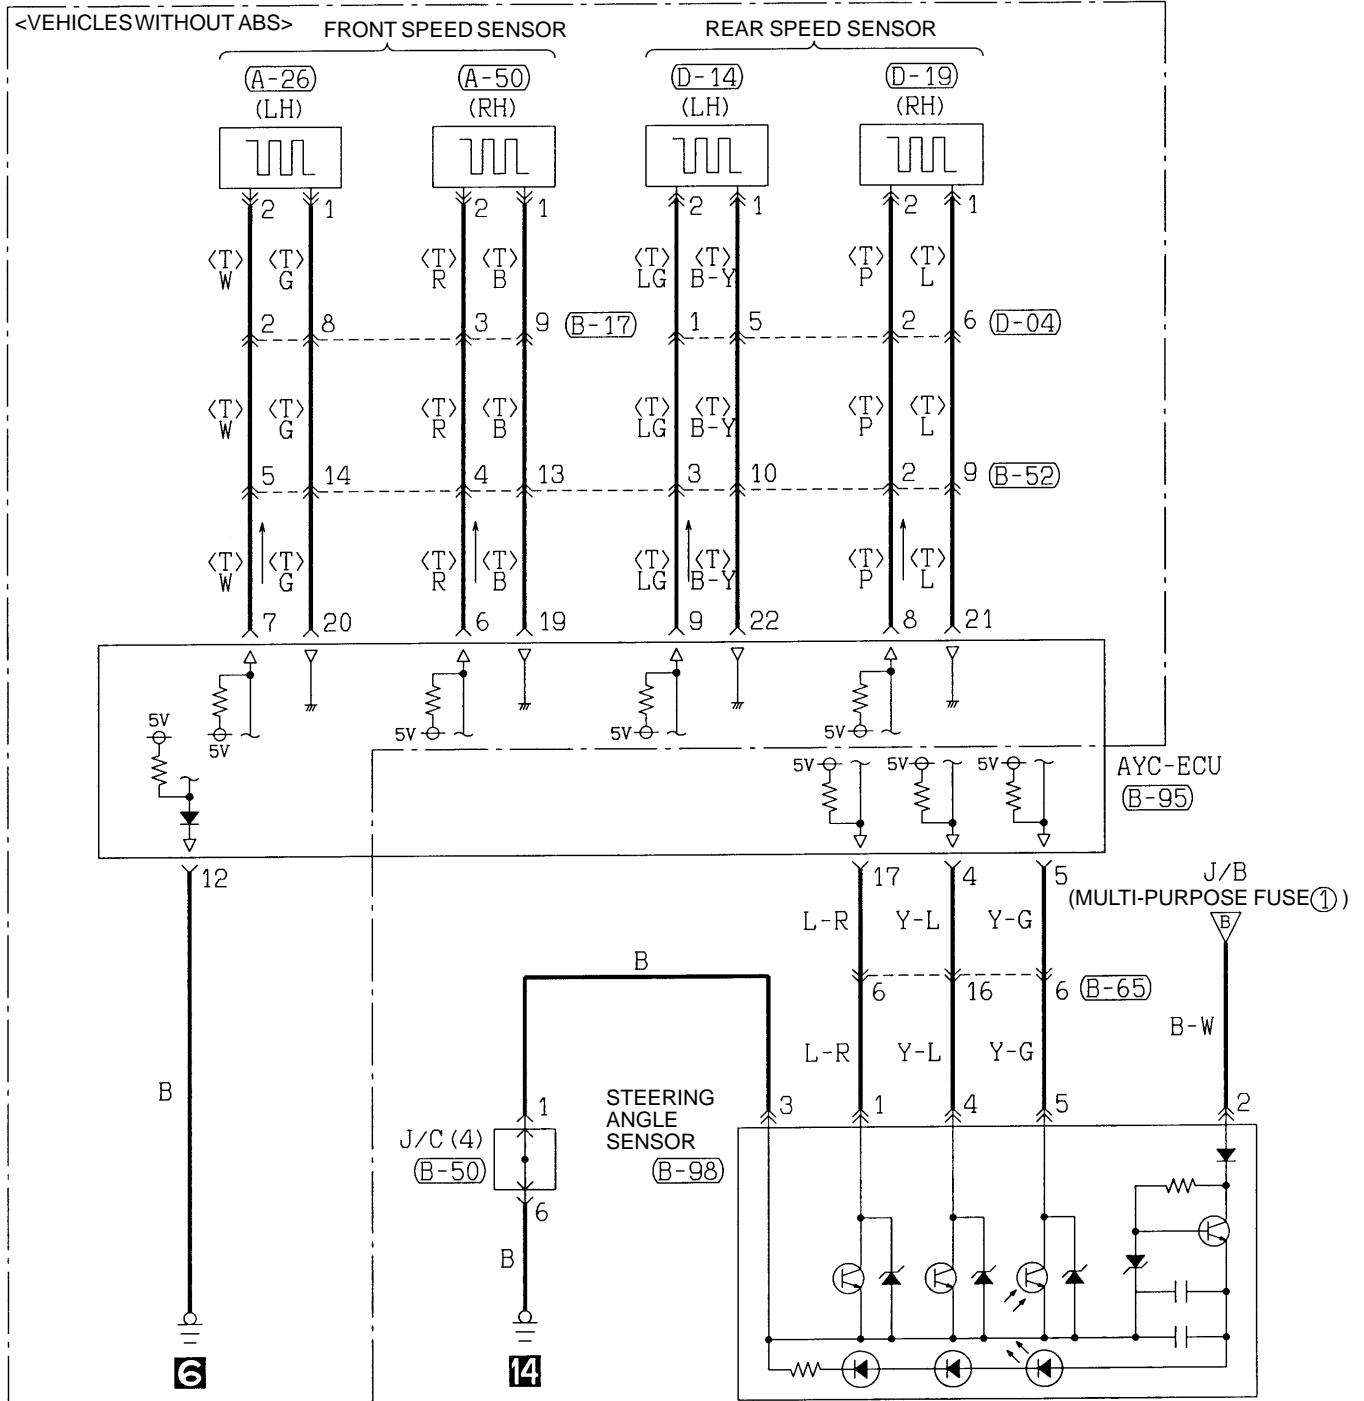 <VEHICLES WITHOUT ABS>
FRONT SPEED SENSOR
REAR SPEED SENSOR
A-26 A-50 D-14 D-19
(LH) (RH) (LH) (RH)
2 1 2 1 2 1 2 1
<T> <T> <T> <T> <T> <T> <T> <T>
W G R B LG B-Y P L
2 8 3 9 B-17 1 5 2 6 D-04
<T> <T> <T> <T> <T> <T> <T> <T>
W G R B LG B-Y P L
5 14 4 13 3 10 2 9 B-52
<T> <T> <T> <T> <T> <T> <T> <T>
W G R B LG B-Y P L
7 20 6 19 9 22 8 21
5V 5V 5V 5V 5V
5V 5V 5V
AYC-ECU
B-95
12 17 4 5
J/B
(MULTI-PURPOSE FUSE①)
B
L-R Y-L Y-G
B
6 16 6 B-65
B-W
L-R Y-L Y-G
B
1
STEERING
ANGLE
SENSOR
B-98
3 1 4 5 2
J/C (4)
B-50
6
B
6
14